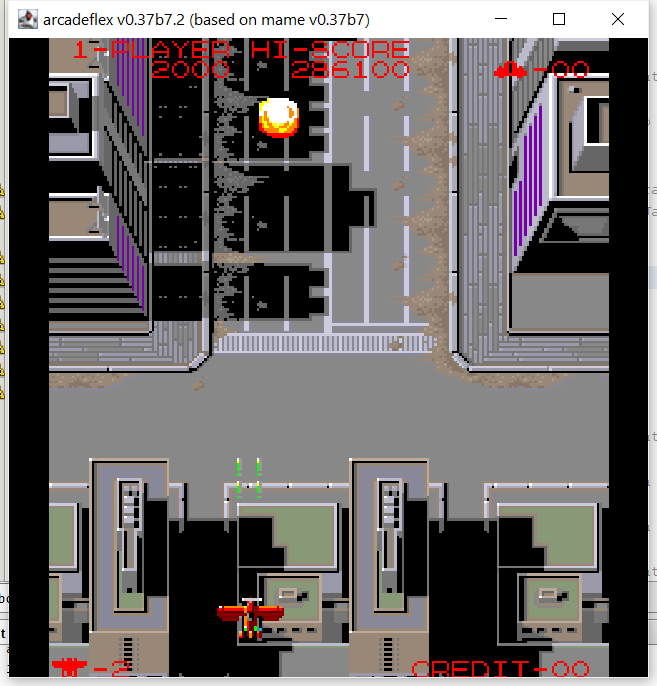 arcadeflex v0.37b7.2 (based on mame v0.37b7)
1-PLAYER HI-SCORE
2000 286100 -00
-2 CREDIT-00